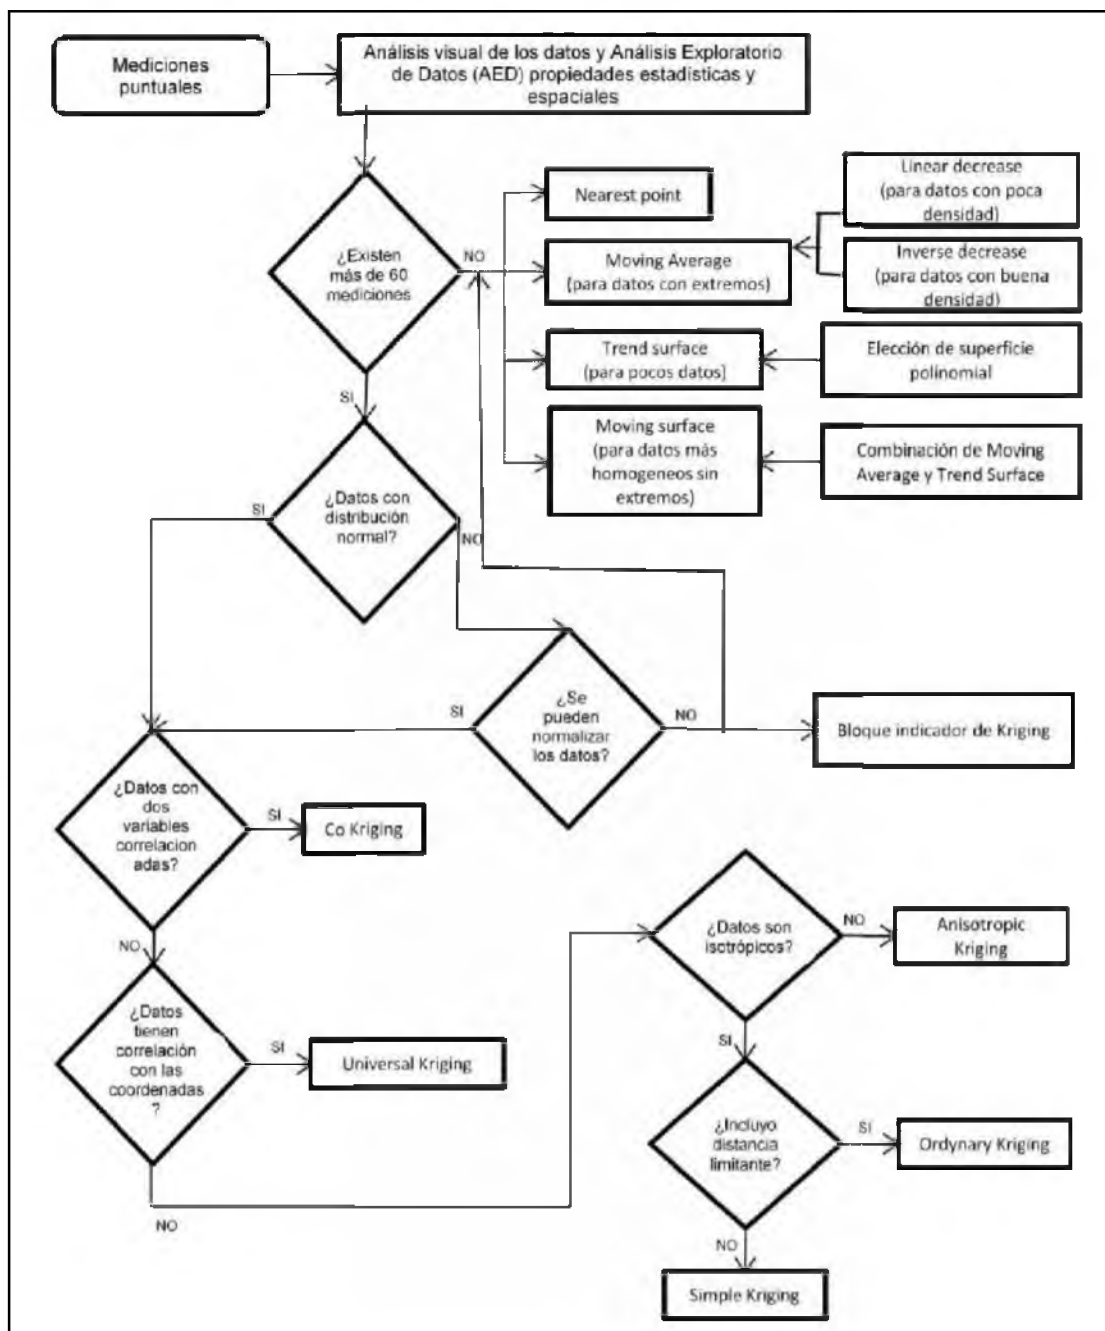 Mediciones
puntuales
Análisis visual de los datos y Análisis Exploratorio
de Datos (AED) propiedades estadísticas y
espaciales
¿Existen
más de 60
mediciones
NO
SI
Nearest point
Moving Average
(para datos con extremos)
Linear decrease
(para datos con poca
densidad)
Inverse decrease
(para datos con buena
densidad)
Trend surface
(para pocos datos)
Elección de superficie
polinomial
Moving surface
(para datos más
homogeneos sin
extremos)
Combinación de Moving
Average y Trend Surface
¿Datos con
distribución
normal?
SI
NO
¿Se
pueden
normalizar
los datos?
SI
NO
Bloque indicador de Kriging
¿Datos con
dos
variables
correlacion
adas?
SI
Co Kriging
NO
¿Datos
tienen
correlación
con las
coordenadas
?
SI
Universal Kriging
NO
¿Datos son
isotrópicos?
NO
Anisotropic
Kriging
SI
¿Incluyo
distancia
limitante?
SI
Ordynary Kriging
NO
Simple Kriging